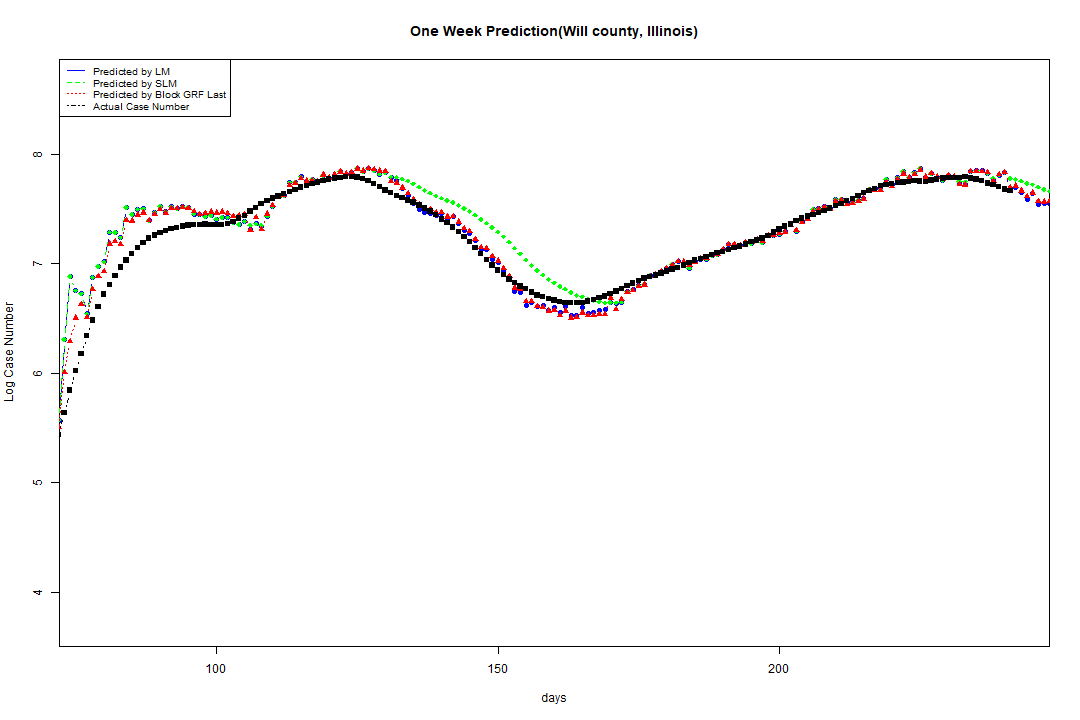 One Week Prediction(Will county, Illinois)
Predicted by LM
Predicted by SLM
Predicted by Block GRF Last
Actual Case Number
8
7
6
5
4
Log Case Number
100 150 200
days